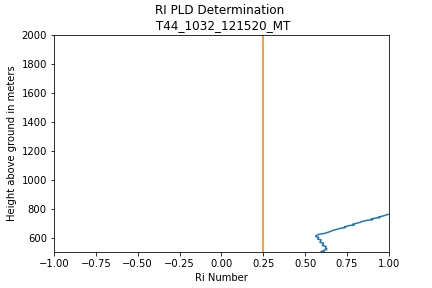 RI PLD Determination
T44_1032_121520_MT
2000
1800
1600
1400
1200
1000
800
600
Height above ground in meters
−1.00 −0.75 −0.50 −0.25 0.00 0.25 0.50 0.75 1.00
Ri Number